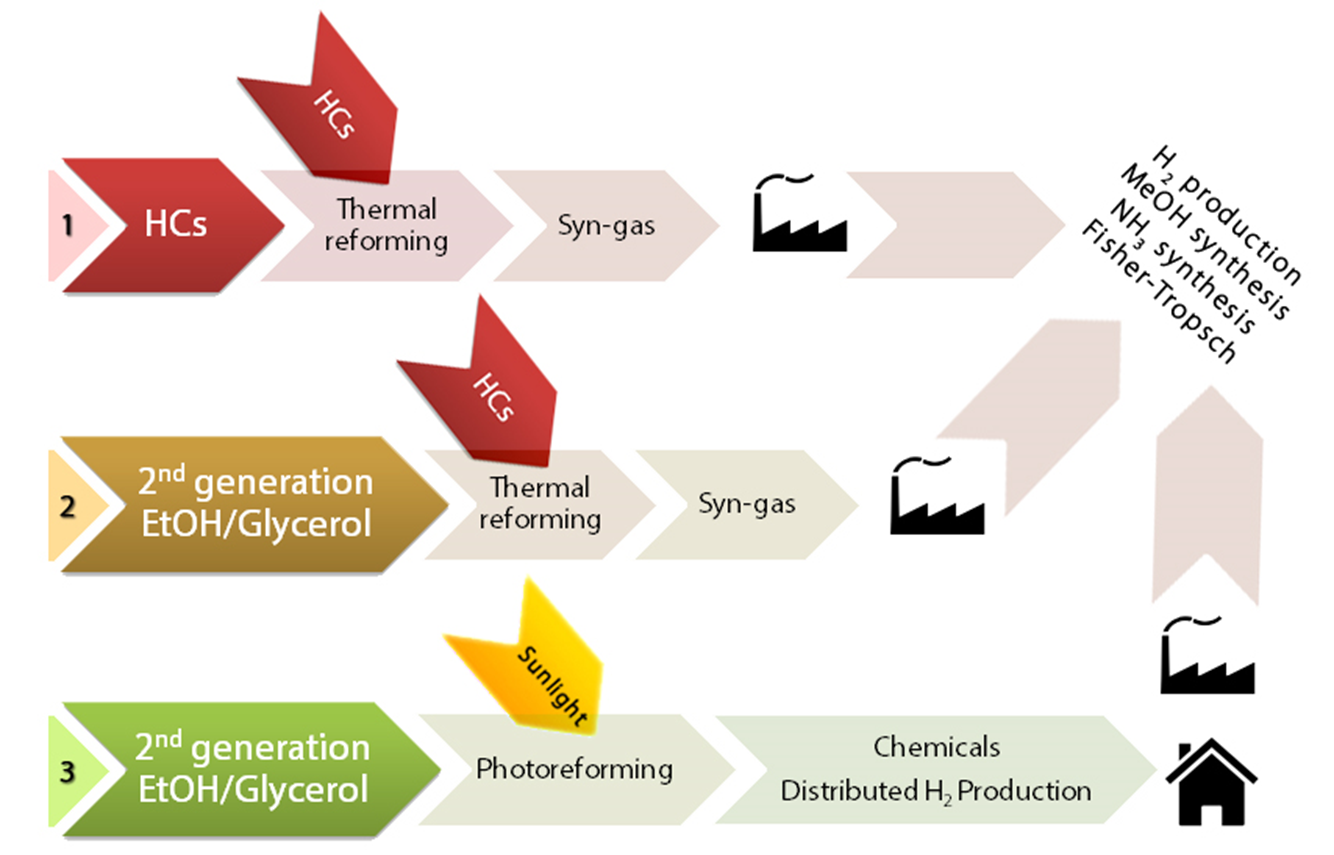 HCs
1
HCs
Thermal
reforming
Syn-gas
H₂ production
MeOH synthesis
NH₃ synthesis
Fisher-Tropsch
HCs
2
2nd generation
EtOH/Glycerol
Thermal
reforming
Syn-gas
Sunlight
3
2nd generation
EtOH/Glycerol
Photoreforming
Chemicals
Distributed H₂ Production